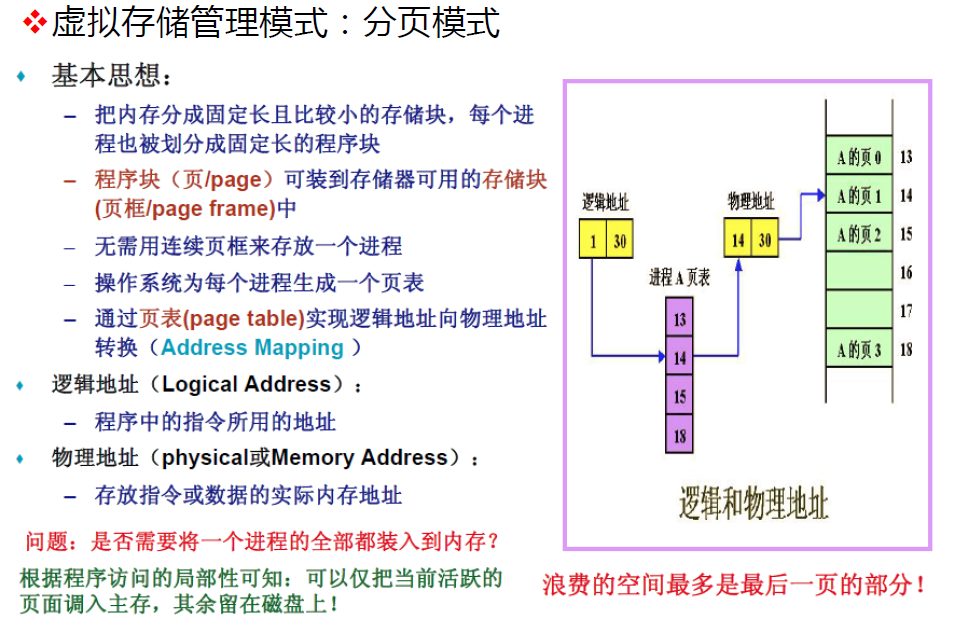 虚拟存储管理模式：分页模式
基本思想：
– 把内存分成固定长且比较小的存储块，每个进
程也被划分成固定长的程序块
– 程序块（页/page）可装到存储器可用的存储块
(页框/page frame)中
– 无需用连续页框来存放一个进程
– 操作系统为每个进程生成一个页表
– 通过页表(page table)实现逻辑地址向物理地址
转换（Address Mapping ）
逻辑地址（Logical Address）：
– 程序中的指令所用的地址
物理地址（physical或Memory Address）：
– 存放指令或数据的实际内存地址
问题：是否需要将一个进程的全部都装入到内存？
根据程序访问的局部性可知：可以仅把当前活跃的
页面调入主存，其余留在磁盘上！
逻辑地址
1 30
物理地址
14 30
进程 A 页表
13
14
15
18
A 的页 0 13
A 的页 1 14
A 的页 2 15
16
17
A 的页 3 18
逻辑和物理地址
浪费的空间最多是最后一页的部分！